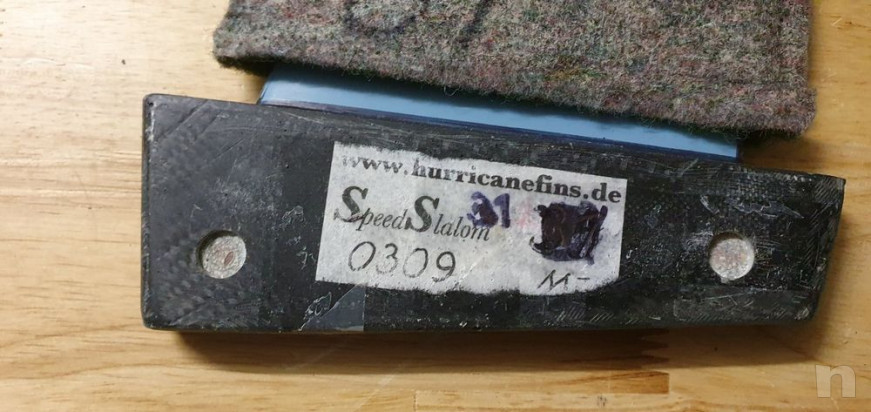 www.hurricanefins.de
SpeedSlalom 31
0309 M-
n